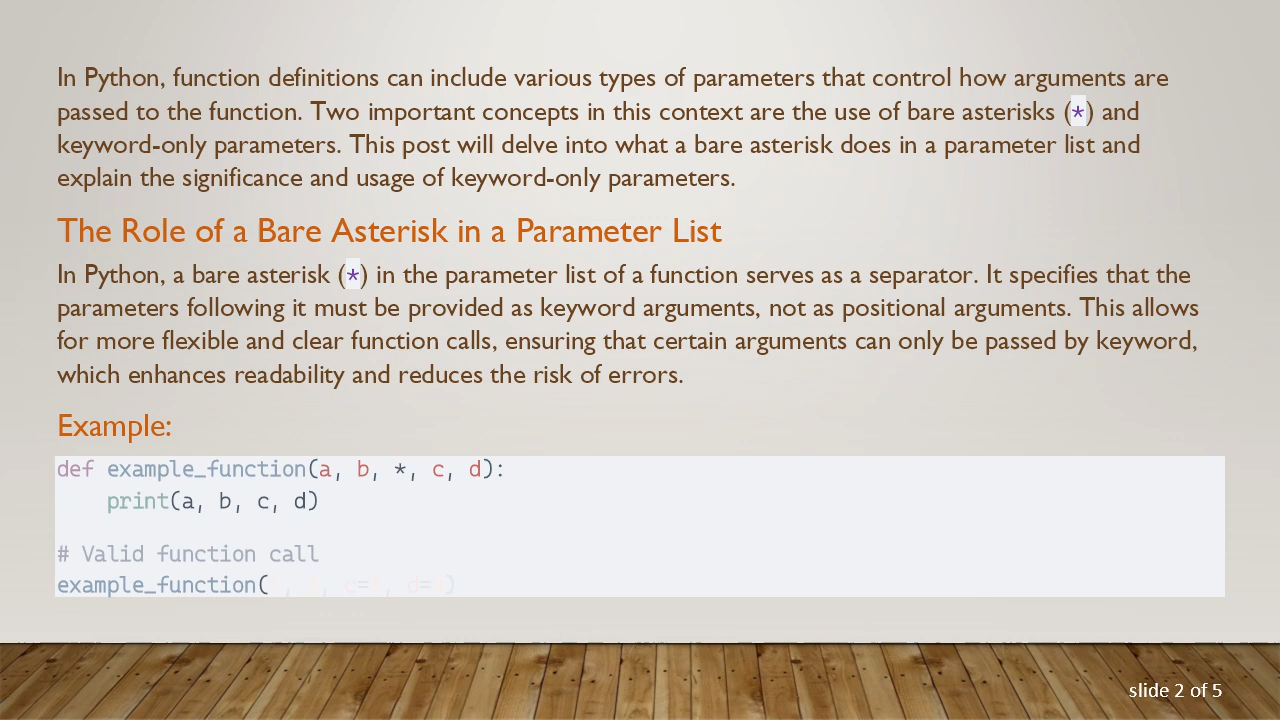 In Python, function definitions can include various types of parameters that control how arguments are
passed to the function. Two important concepts in this context are the use of bare asterisks (*) and
keyword-only parameters. This post will delve into what a bare asterisk does in a parameter list and
explain the significance and usage of keyword-only parameters.
The Role of a Bare Asterisk in a Parameter List
In Python, a bare asterisk (*) in the parameter list of a function serves as a separator. It specifies that the
parameters following it must be provided as keyword arguments, not as positional arguments. This allows
for more flexible and clear function calls, ensuring that certain arguments can only be passed by keyword,
which enhances readability and reduces the risk of errors.
Example:
def example_function(a, b, *, c, d):
    print(a, b, c, d)
# Valid function call
example_function( , , c= , d= )
slide 2 of 5